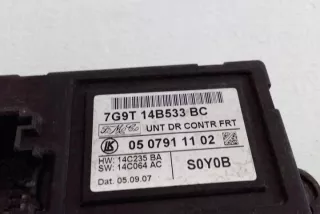 7G9T 14B533 BC
UNT DR CONTR FRT
LK 05 0791 11 02
HW: 14C235 BA
SW: 14C064 AC
S0Y0B
Dat. 05.09.07